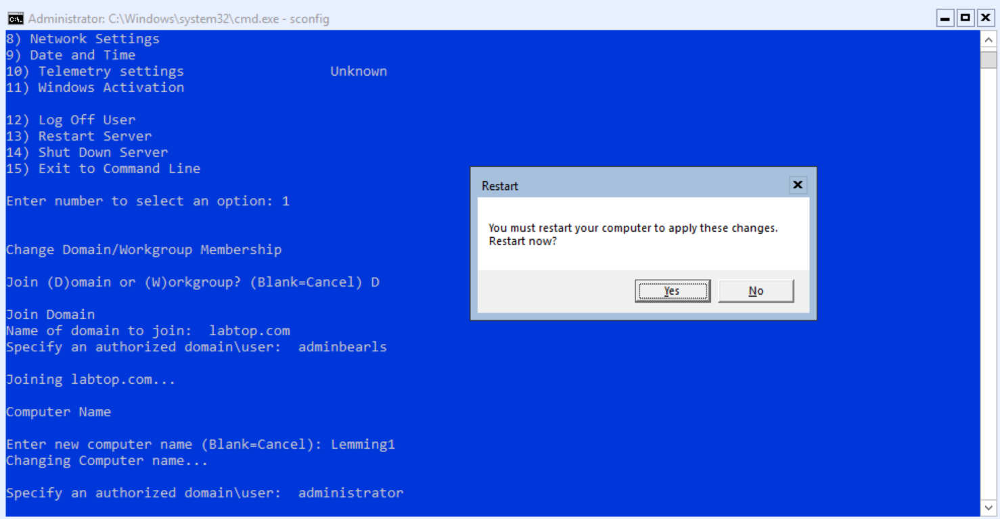 Administrator: C:\Windows\system32\cmd.exe - sconfig
8) Network Settings
9) Date and Time
10) Telemetry settings Unknown
11) Windows Activation
12) Log Off User
13) Restart Server
14) Shut Down Server
15) Exit to Command Line
Enter number to select an option: 1
Change Domain/Workgroup Membership
Join (D)omain or (W)orkgroup? (Blank=Cancel) D
Join Domain
Name of domain to join: labtop.com
Specify an authorized domain\user: adminbearls
Joining labtop.com...
Computer Name
Enter new computer name (Blank=Cancel): Lemming1
Changing Computer name...
Specify an authorized domain\user: administrator
Restart
You must restart your computer to apply these changes.
Restart now?
Yes No